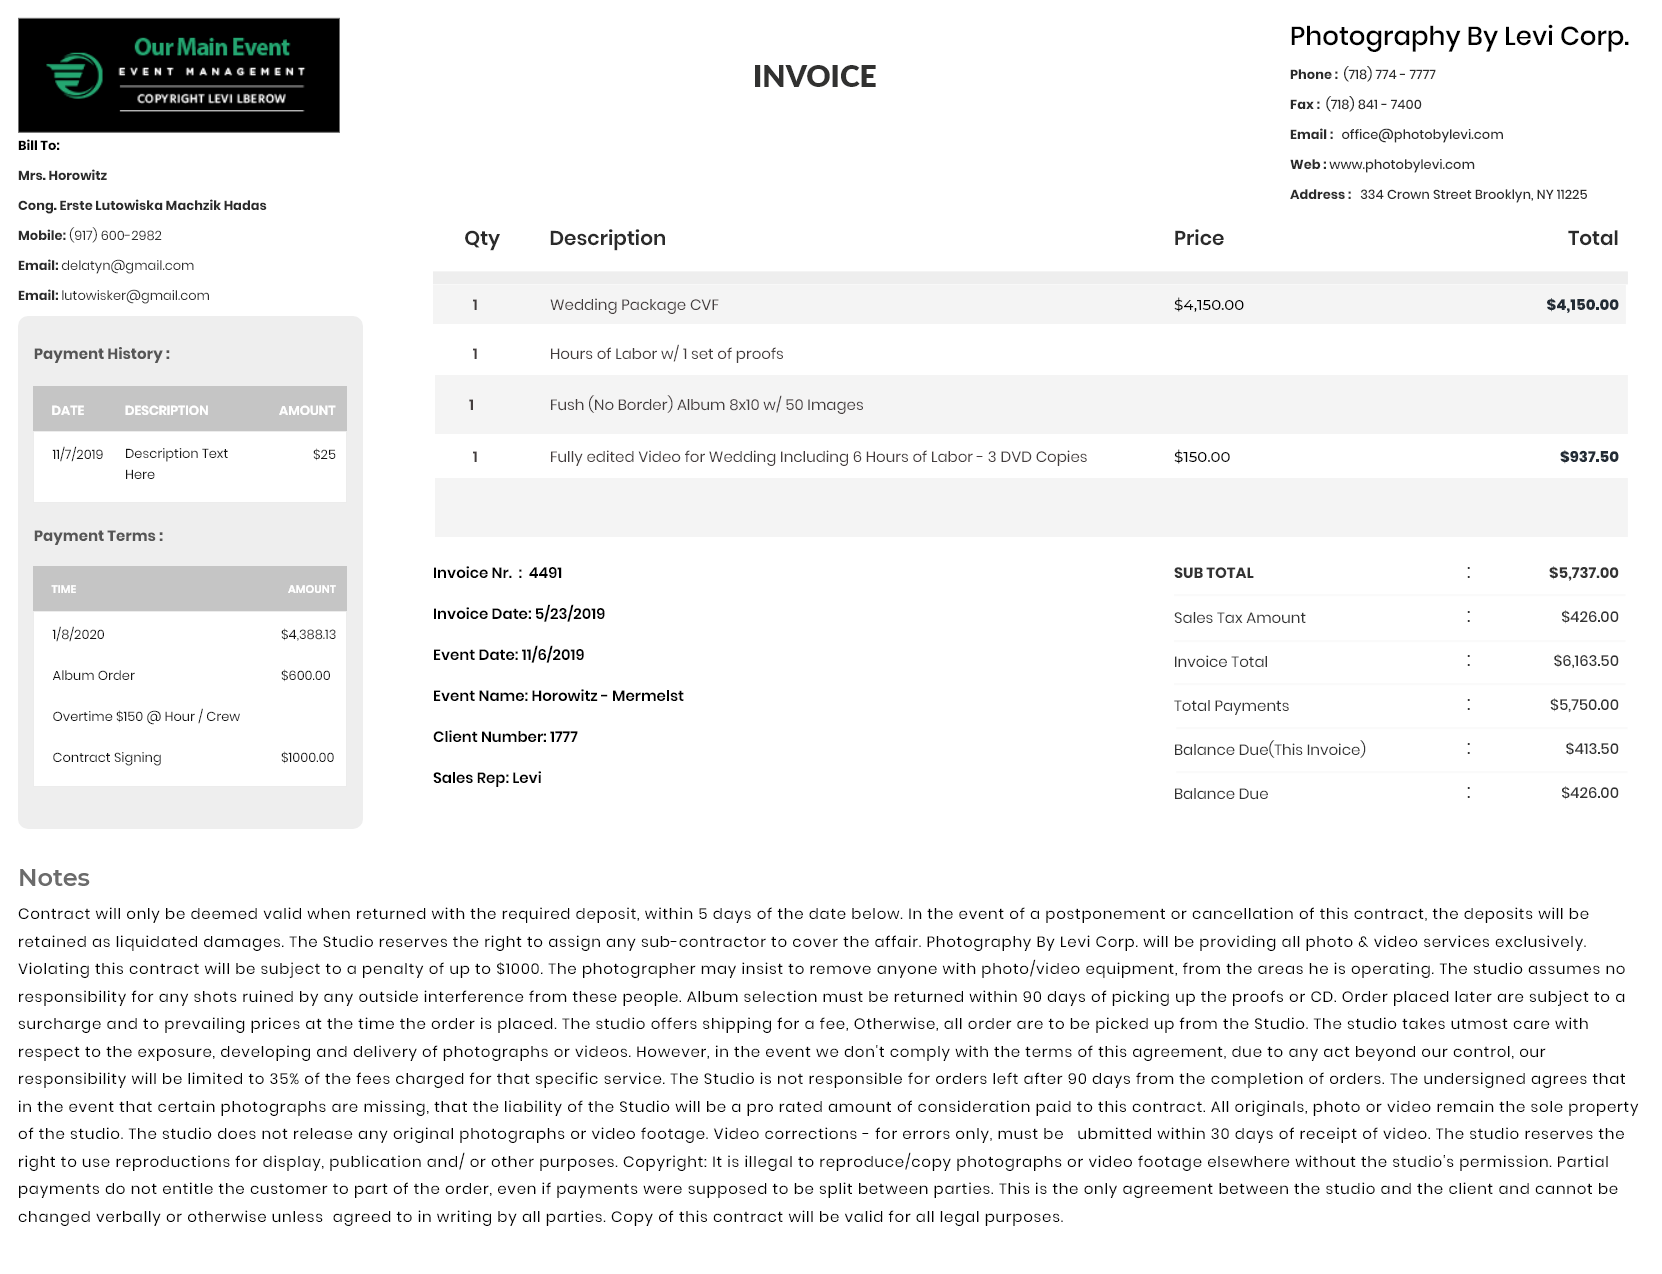 Our Main Event
EVENT MANAGEMENT
COPYRIGHT LEVI LBEROW
INVOICE
Photography By Levi Corp.
Phone : (718) 774 - 7777
Fax : (718) 841 - 7400
Email : office@photobylevi.com
Web : www.photobylevi.com
Address : 334 Crown Street Brooklyn, NY 11225
Bill To:
Mrs. Horowitz
Cong. Erste Lutowiska Machzik Hadas
Mobile: (917) 600-2982
Email: delatyn@gmail.com
Email: lutowisker@gmail.com
Payment History :
DATE DESCRIPTION AMOUNT
11/7/2019 Description Text $25
Here
Payment Terms :
TIME AMOUNT
1/8/2020 $4,388.13
Album Order $600.00
Overtime $150 @ Hour / Crew
Contract Signing $1000.00
Qty Description Price Total
1 Wedding Package CVF $4,150.00 $4,150.00
1 Hours of Labor w/ 1 set of proofs
1 Fush (No Border) Album 8x10 w/ 50 Images
1 Fully edited Video for Wedding Including 6 Hours of Labor - 3 DVD Copies $150.00 $937.50
Invoice Nr. : 4491
Invoice Date: 5/23/2019
Event Date: 11/6/2019
Event Name: Horowitz - Mermelst
Client Number: 1777
Sales Rep: Levi
SUB TOTAL : $5,737.00
Sales Tax Amount : $426.00
Invoice Total : $6,163.50
Total Payments : $5,750.00
Balance Due(This Invoice) : $413.50
Balance Due : $426.00
Notes
Contract will only be deemed valid when returned with the required deposit, within 5 days of the date below. In the event of a postponement or cancellation of this contract, the deposits will be
retained as liquidated damages. The Studio reserves the right to assign any sub-contractor to cover the affair. Photography By Levi Corp. will be providing all photo & video services exclusively.
Violating this contract will be subject to a penalty of up to $1000. The photographer may insist to remove anyone with photo/video equipment, from the areas he is operating. The studio assumes no
responsibility for any shots ruined by any outside interference from these people. Album selection must be returned within 90 days of picking up the proofs or CD. Order placed later are subject to a
surcharge and to prevailing prices at the time the order is placed. The studio offers shipping for a fee, Otherwise, all order are to be picked up from the Studio. The studio takes utmost care with
respect to the exposure, developing and delivery of photographs or videos. However, in the event we don't comply with the terms of this agreement, due to any act beyond our control, our
responsibility will be limited to 35% of the fees charged for that specific service. The Studio is not responsible for orders left after 90 days from the completion of orders. The undersigned agrees that
in the event that certain photographs are missing, that the liability of the Studio will be a pro rated amount of consideration paid to this contract. All originals, photo or video remain the sole property
of the studio. The studio does not release any original photographs or video footage. Video corrections - for errors only, must be ubmitted within 30 days of receipt of video. The studio reserves the
right to use reproductions for display, publication and/ or other purposes. Copyright: It is illegal to reproduce/copy photographs or video footage elsewhere without the studio's permission. Partial
payments do not entitle the customer to part of the order, even if payments were supposed to be split between parties. This is the only agreement between the studio and the client and cannot be
changed verbally or otherwise unless agreed to in writing by all parties. Copy of this contract will be valid for all legal purposes.